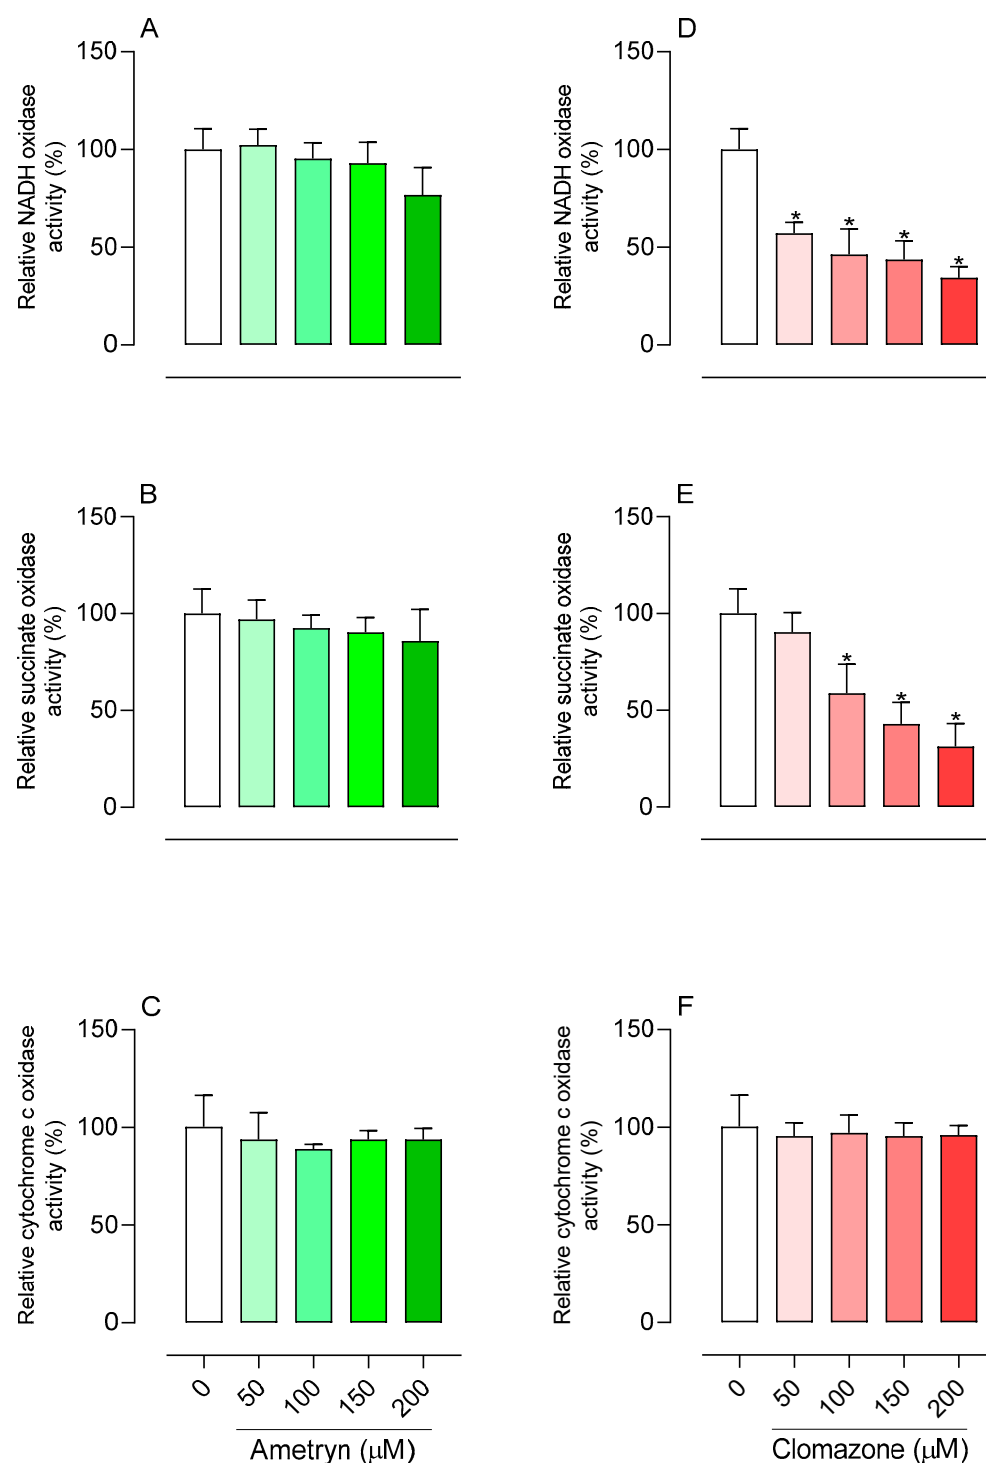 A
Relative NADH oxidase
activity (%)
150
100
50
0
D
Relative NADH oxidase
activity (%)
150
100
50
0
*
*
*
*
B
Relative succinate oxidase
activity (%)
150
100
50
0
E
Relative succinate oxidase
activity (%)
150
100
50
0
*
*
*
C
Relative cytochrome c oxidase
activity (%)
150
100
50
0
0 50 100 150 200
Ametryn (μM)
F
Relative cytochrome c oxidase
activity (%)
150
100
50
0
0 50 100 150 200
Clomazone (μM)